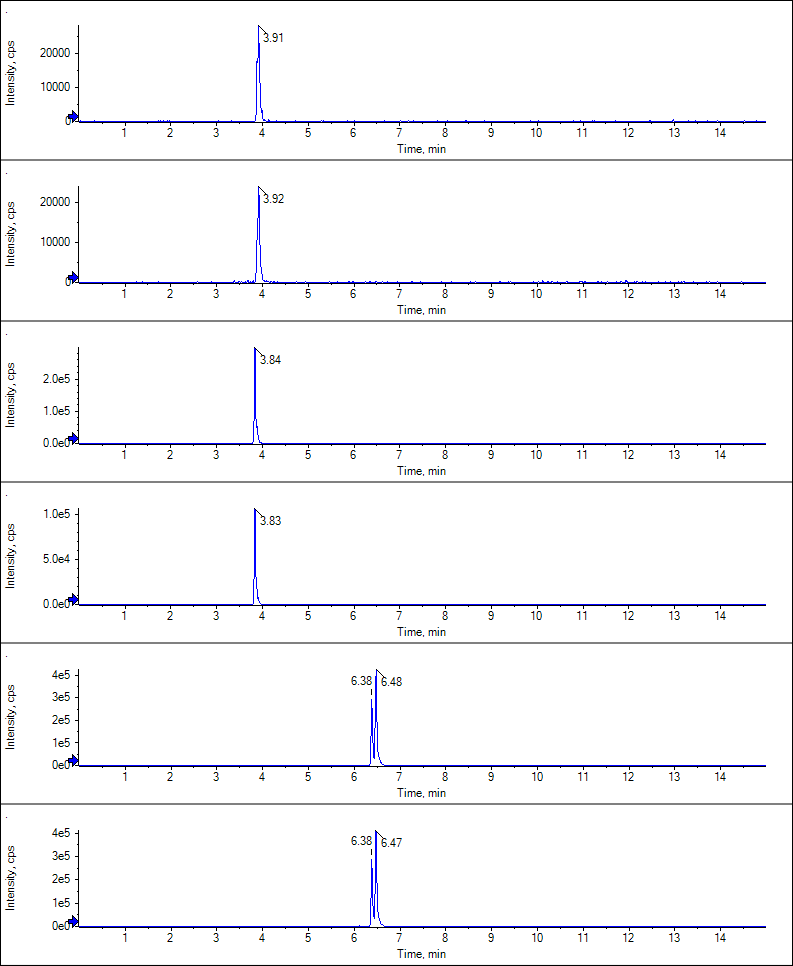 Intensity, cps
20000
10000
0
3.91
1 2 3 4 5 6 7 8 9 10 11 12 13 14
Time, min
Intensity, cps
20000
10000
0
3.92
1 2 3 4 5 6 7 8 9 10 11 12 13 14
Time, min
Intensity, cps
2.0e5
1.0e5
0.0e0
3.84
1 2 3 4 5 6 7 8 9 10 11 12 13 14
Time, min
Intensity, cps
1.0e5
5.0e4
0.0e0
3.83
1 2 3 4 5 6 7 8 9 10 11 12 13 14
Time, min
Intensity, cps
4e5
3e5
2e5
1e5
0e0
6.38 6.48
1 2 3 4 5 6 7 8 9 10 11 12 13 14
Time, min
Intensity, cps
4e5
3e5
2e5
1e5
0e0
6.38 6.47
1 2 3 4 5 6 7 8 9 10 11 12 13 14
Time, min